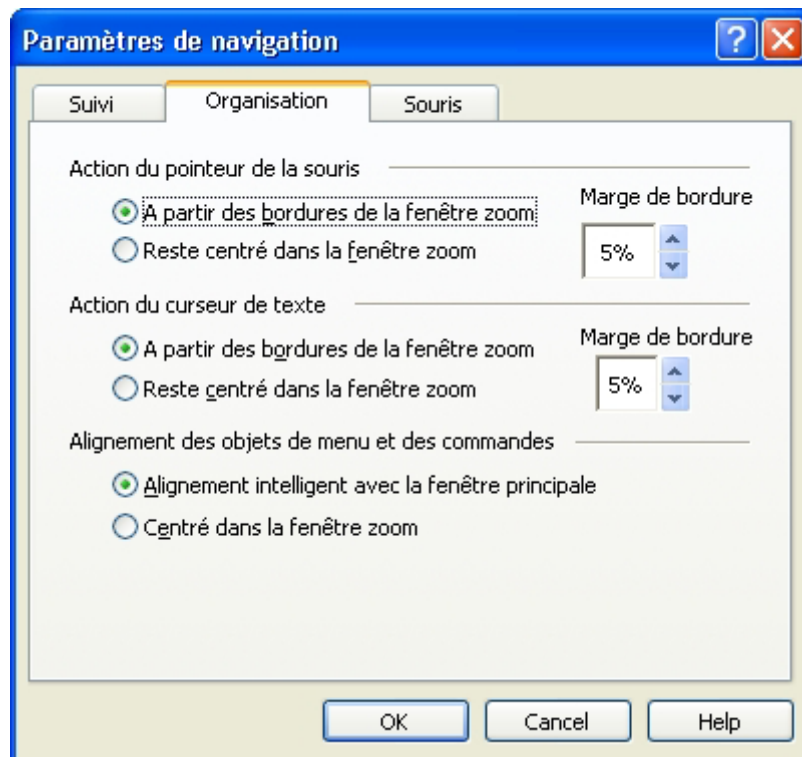 Paramètres de navigation
Suivi Organisation Souris
Action du pointeur de la souris
Marge de bordure
A partir des bordures de la fenêtre zoom
Reste centré dans la fenêtre zoom
5%
Action du curseur de texte
Marge de bordure
A partir des bordures de la fenêtre zoom
Reste centré dans la fenêtre zoom
5%
Alignement des objets de menu et des commandes
Alignement intelligent avec la fenêtre principale
Centré dans la fenêtre zoom
OK Cancel Help